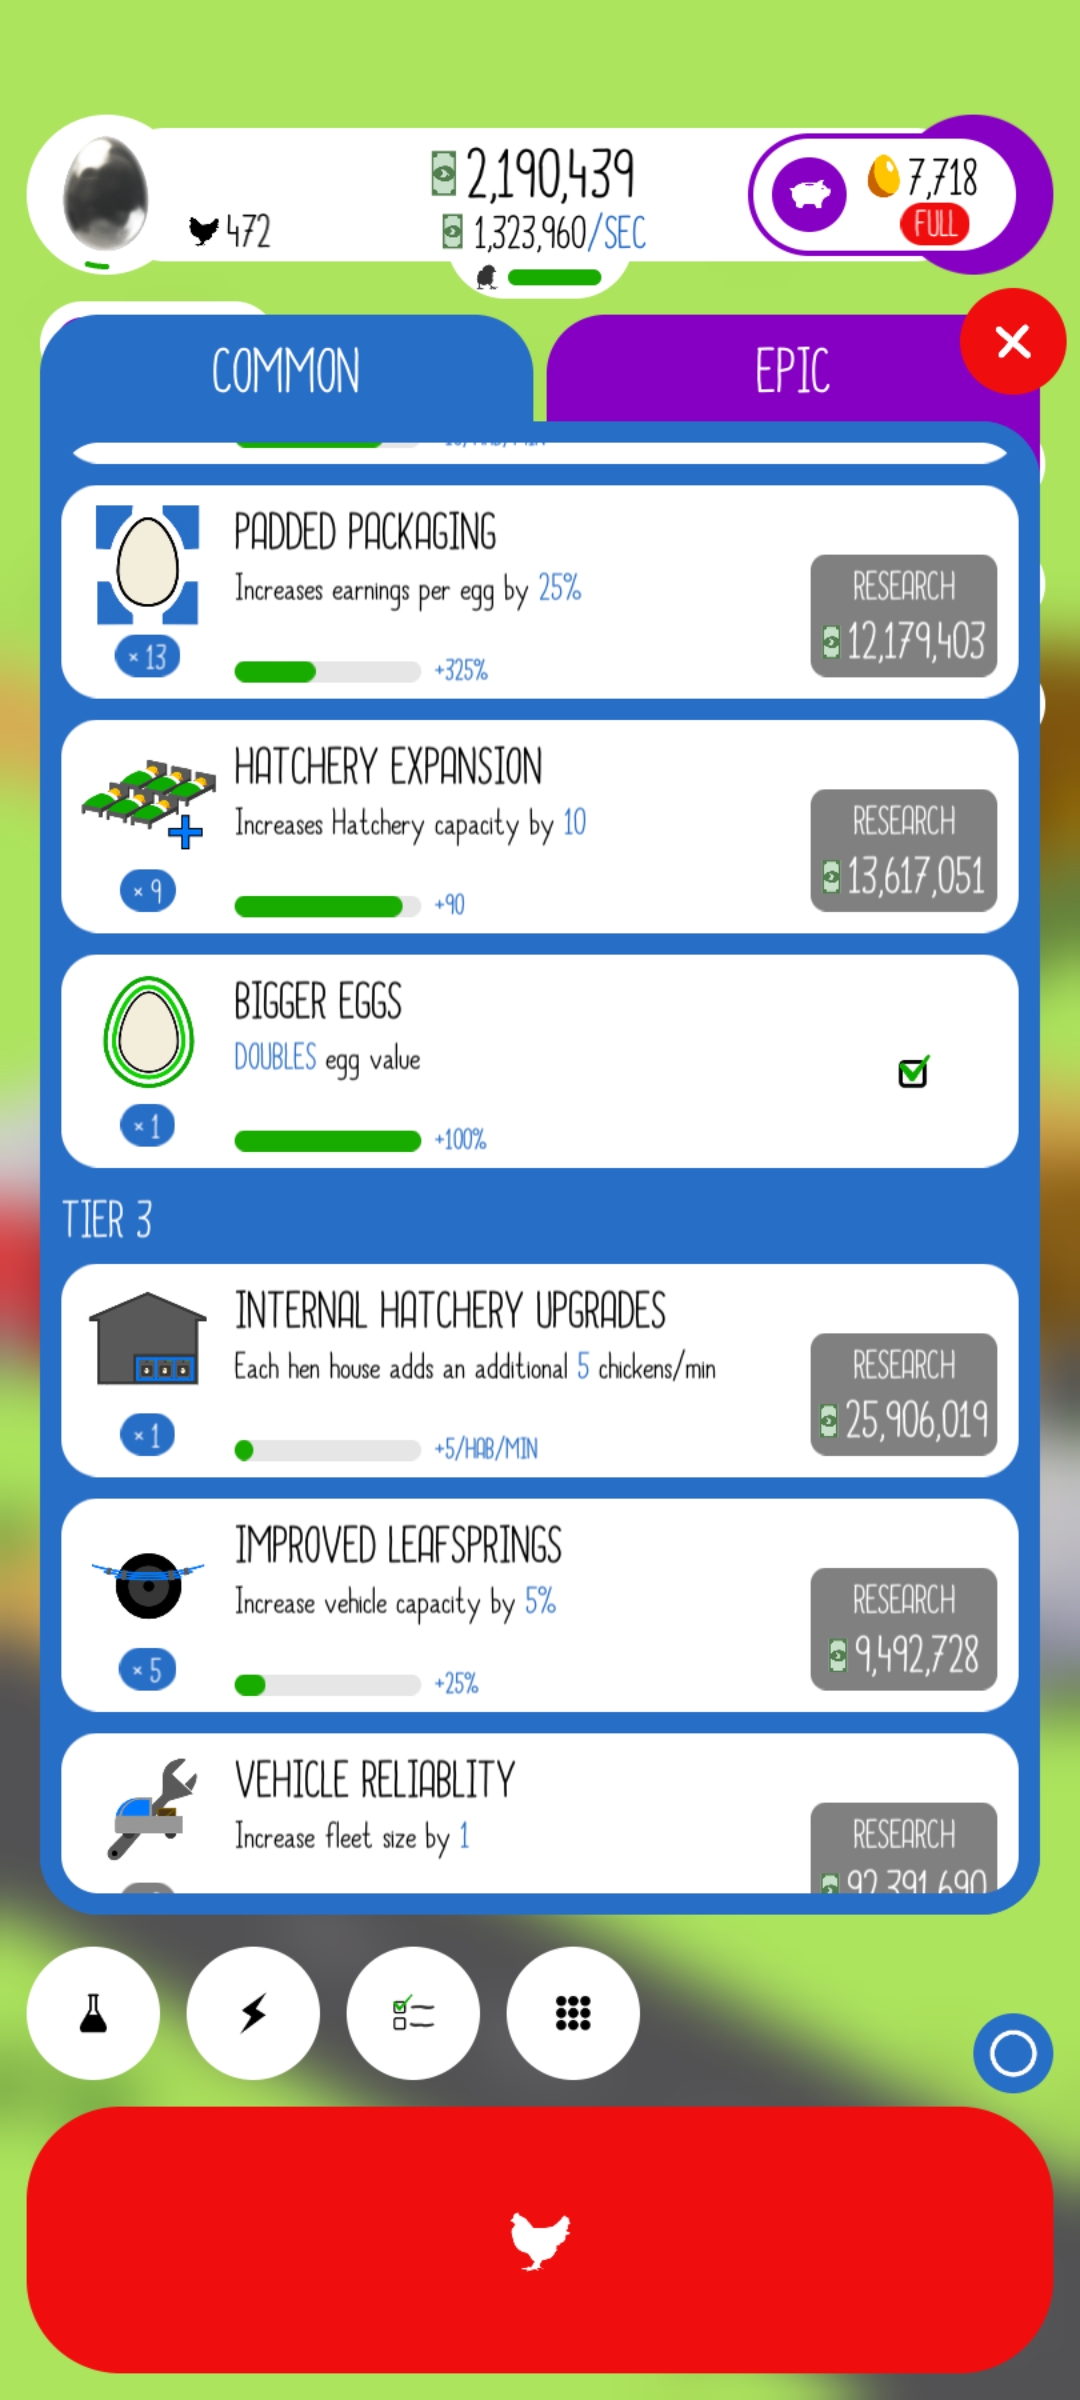 2,190,439
472
1,323,960/SEC
7,718
FULL
COMMON
EPIC
PADDED PACKAGING
Increases earnings per egg by 25%
RESEARCH
12,179,403
× 13
+325%
HATCHERY EXPANSION
Increases Hatchery capacity by 10
RESEARCH
13,617,051
× 9
+90
BIGGER EGGS
DOUBLES egg value
× 1
+100%
TIER 3
INTERNAL HATCHERY UPGRADES
Each hen house adds an additional 5 chickens/min
RESEARCH
25,906,019
× 1
+5/HAB/MIN
IMPROVED LEAFSPRINGS
Increase vehicle capacity by 5%
RESEARCH
9,492,728
× 5
+25%
VEHICLE RELIABLITY
Increase fleet size by 1
RESEARCH
92,391,690